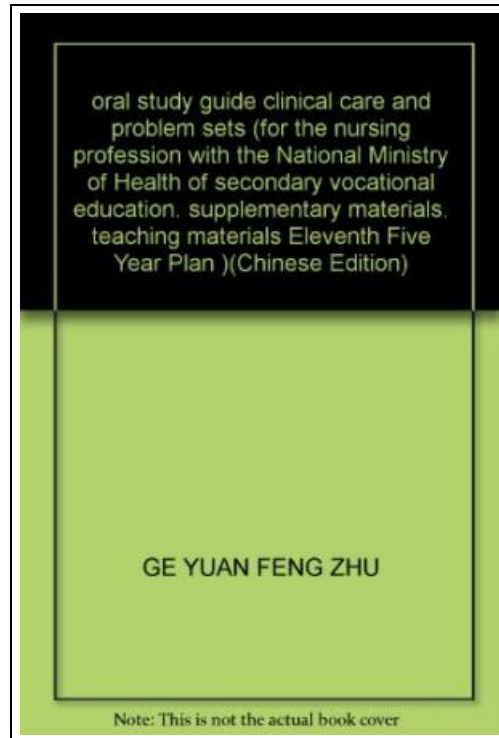 oral study guide clinical care and
problem sets (for the nursing
profession with the National Ministry
of Health of secondary vocational
education. supplementary materials.
teaching materials Eleventh Five
Year Plan )(Chinese Edition)
GE YUAN FENG ZHU
Note: This is not the actual book cover